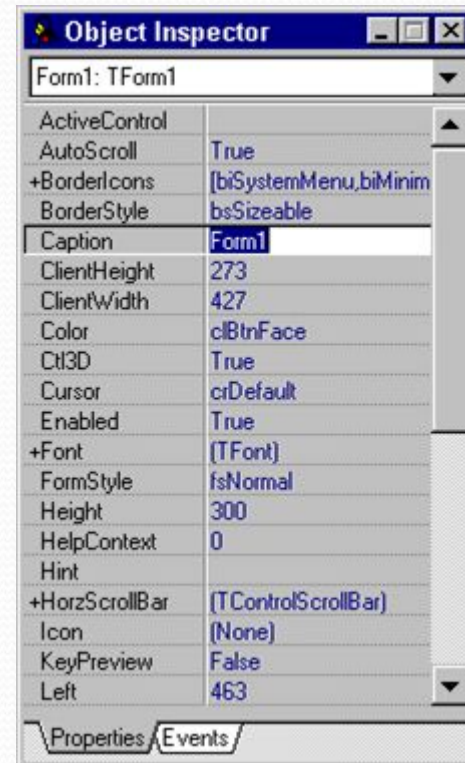 Object Inspector
Form1: TForm1
ActiveControl
AutoScroll True
+BorderIcons [biSystemMenu,biMinim
BorderStyle bsSizeable
Caption Form1
ClientHeight 273
ClientWidth 427
Color clBtnFace
Ctl3D True
Cursor crDefault
Enabled True
+Font (TFont)
FormStyle fsNormal
Height 300
HelpContext 0
Hint
+HorzScrollBar (TControlScrollBar)
Icon (None)
KeyPreview False
Left 463
Properties Events